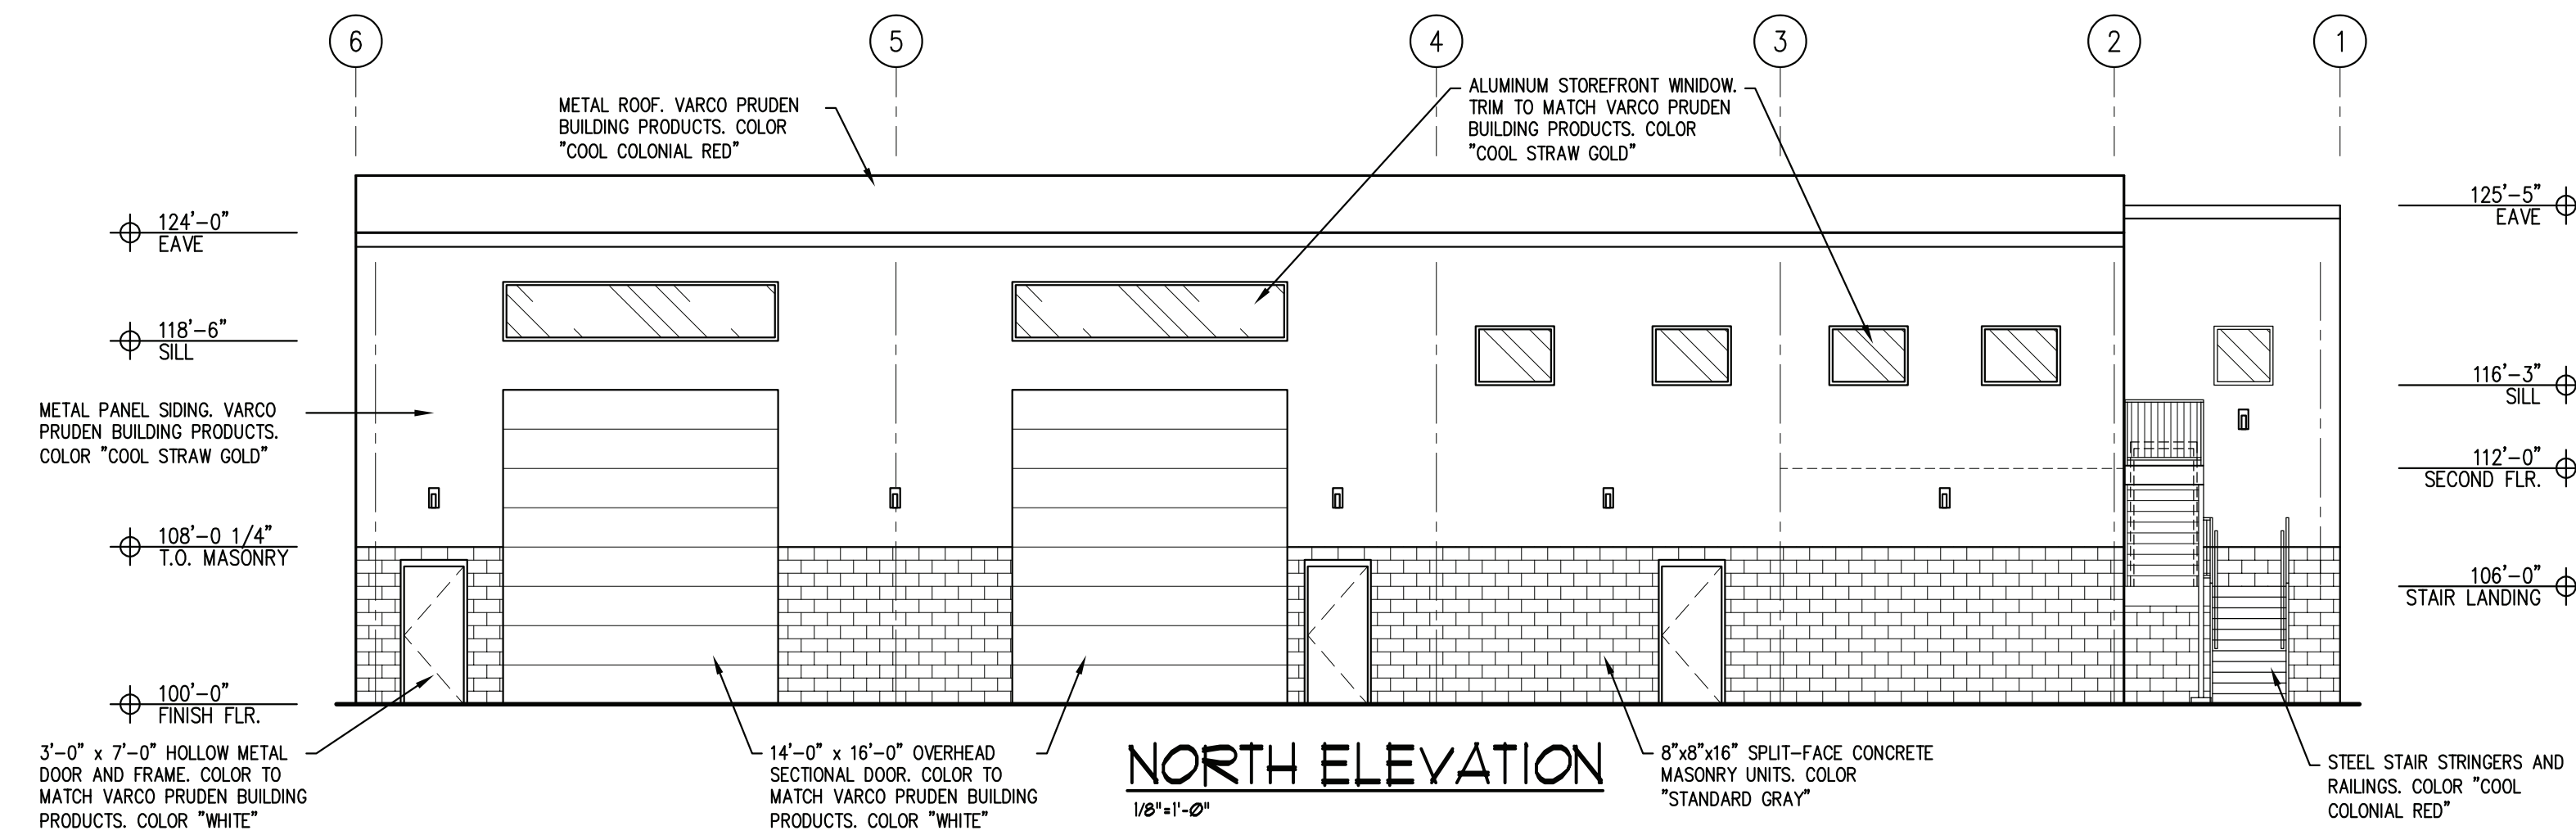 6
5
4
3
2
1
METAL ROOF. VARCO PRUDEN
BUILDING PRODUCTS. COLOR
"COOL COLONIAL RED"
ALUMINUM STOREFRONT WINIDOW.
TRIM TO MATCH VARCO PRUDEN
BUILDING PRODUCTS. COLOR
"COOL STRAW GOLD"
124'-0"
EAVE
118'-6"
SILL
METAL PANEL SIDING. VARCO
PRUDEN BUILDING PRODUCTS.
COLOR "COOL STRAW GOLD"
108'-0 1/4"
T.O. MASONRY
100'-0"
FINISH FLR.
125'-5"
EAVE
116'-3"
SILL
112'-0"
SECOND FLR.
106'-0"
STAIR LANDING
3'-0" x 7'-0" HOLLOW METAL
DOOR AND FRAME. COLOR TO
MATCH VARCO PRUDEN BUILDING
PRODUCTS. COLOR "WHITE"
14'-0" x 16'-0" OVERHEAD
SECTIONAL DOOR. COLOR TO
MATCH VARCO PRUDEN BUILDING
PRODUCTS. COLOR "WHITE"
NORTH ELEVATION
1/8"=1'-0"
8"x8"x16" SPLIT-FACE CONCRETE
MASONRY UNITS. COLOR
"STANDARD GRAY"
STEEL STAIR STRINGERS AND
RAILINGS. COLOR "COOL
COLONIAL RED"